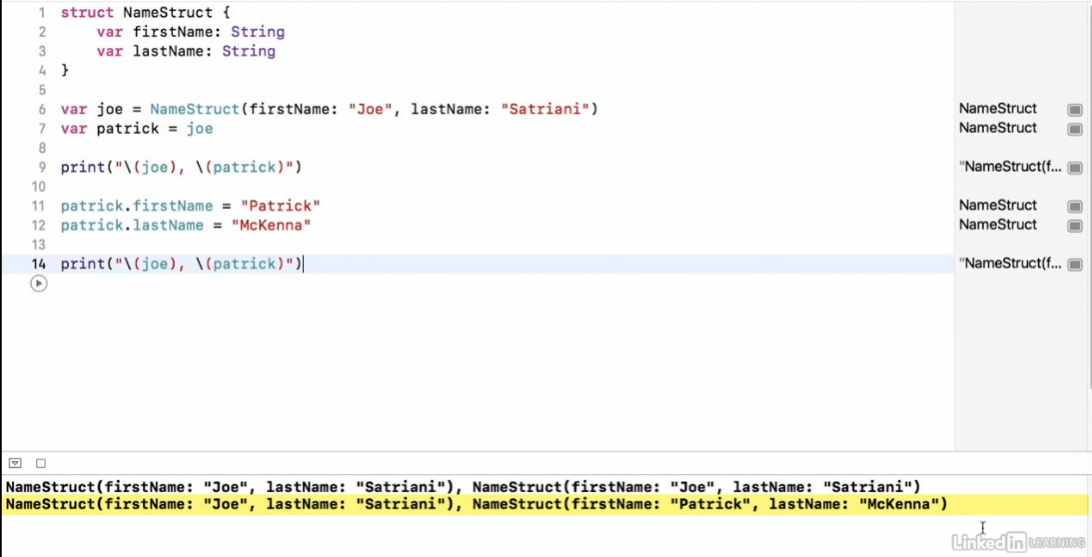 1 struct NameStruct {
2 var firstName: String
3 var lastName: String
4 }
5
6 var joe = NameStruct(firstName: "Joe", lastName: "Satriani") NameStruct
7 var patrick = joe NameStruct
8
9 print("\(joe), \(patrick)") "NameStruct(f...
10
11 patrick.firstName = "Patrick" NameStruct
12 patrick.lastName = "McKenna" NameStruct
13
14 print("\(joe), \(patrick)") "NameStruct(f...
NameStruct(firstName: "Joe", lastName: "Satriani"), NameStruct(firstName: "Joe", lastName: "Satriani")
NameStruct(firstName: "Joe", lastName: "Satriani"), NameStruct(firstName: "Patrick", lastName: "McKenna")
Linked in LEARNING